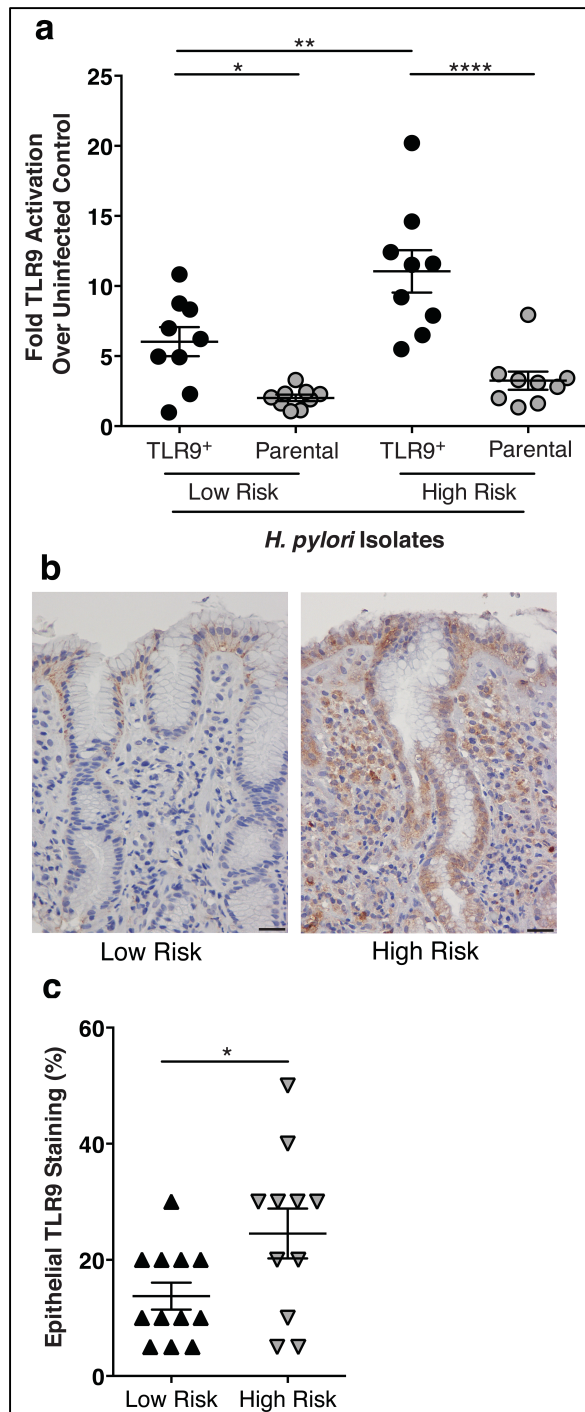 a
**
*
****
Fold TLR9 Activation
Over Uninfected Control
25
20
15
10
5
0
TLR9+ Parental TLR9+ Parental
Low Risk High Risk
H. pylori Isolates
b
Low Risk High Risk
c
*
Epithelial TLR9 Staining (%)
60
40
20
0
Low Risk High Risk